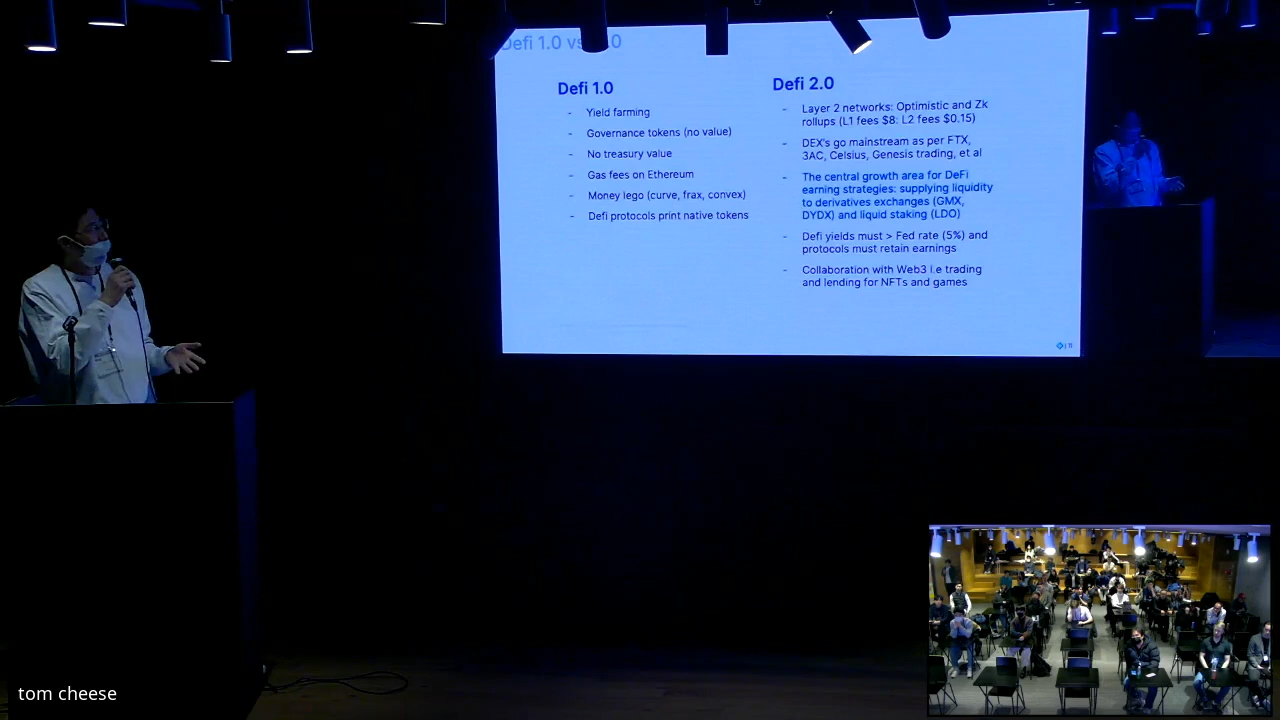 Defi 1.0
- Yield farming
- Governance tokens (no value)
- No treasury value
- Gas fees on Ethereum
- Money lego (curve, frax, convex)
- Defi protocols print native tokens
Defi 2.0
- Layer 2 networks: Optimistic and Zk
rollups (L1 fees $8: L2 fees $0.15)
- DEX's go mainstream as per FTX,
3AC, Celsius, Genesis trading, et al
- The central growth area for DeFi
earning strategies: supplying liquidity
to derivatives exchanges (GMX,
DYDX) and liquid staking (LDO)
- Defi yields must > Fed rate (5%) and
protocols must retain earnings
- Collaboration with Web3 i.e trading
and lending for NFTs and games
tom cheese